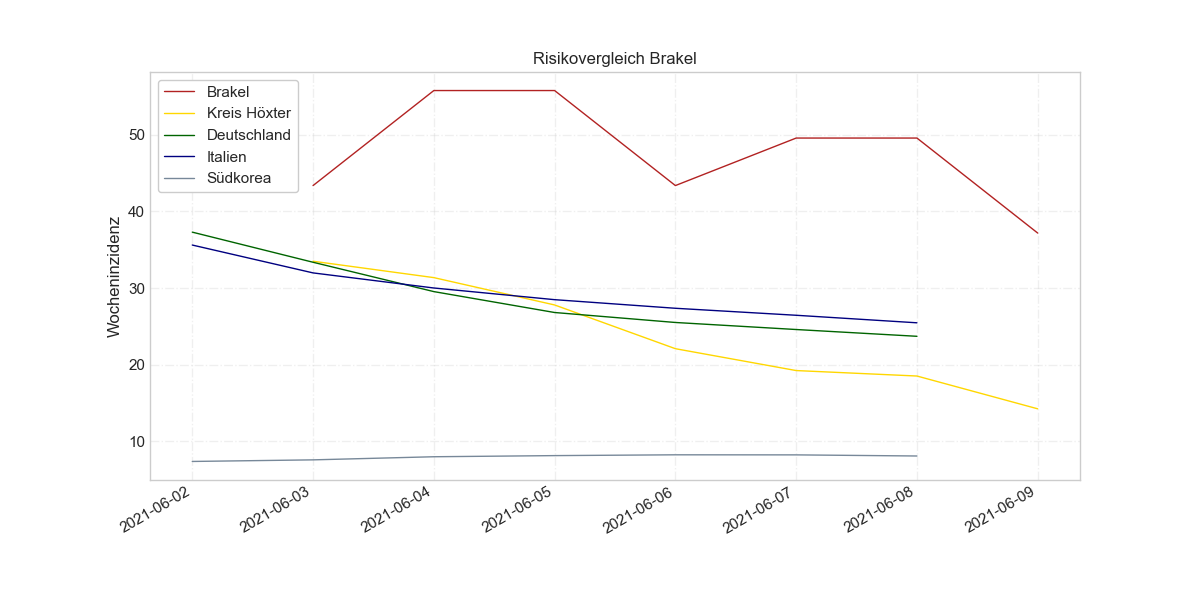 Risikovergleich Brakel
Brakel
Kreis Höxter
Deutschland
Italien
Südkorea
Wocheninzidenz
50
40
30
20
10
2021-06-02
2021-06-03
2021-06-04
2021-06-05
2021-06-06
2021-06-07
2021-06-08
2021-06-09